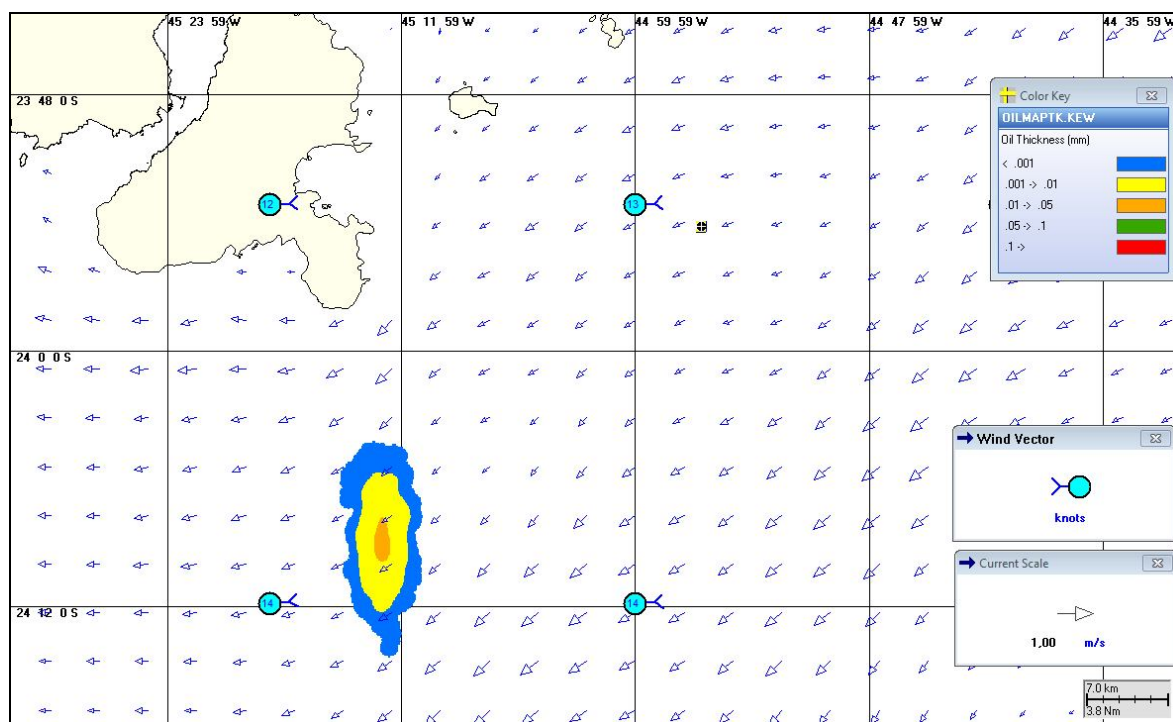 45 23 59 W
45 11 59 W
44 59 59 W
44 47 59 W
44 35 59 W
23 48 0 S
24 0 0 S
24 12 0 S
12
13
14
14
Color Key
OILMAPTK.KEW
Oil Thickness (mm)
< .001
.001 -> .01
.01 -> .05
.05 -> .1
.1 ->
Wind Vector
knots
Current Scale
1,00 m/s
7.0 km
3.8 Nm